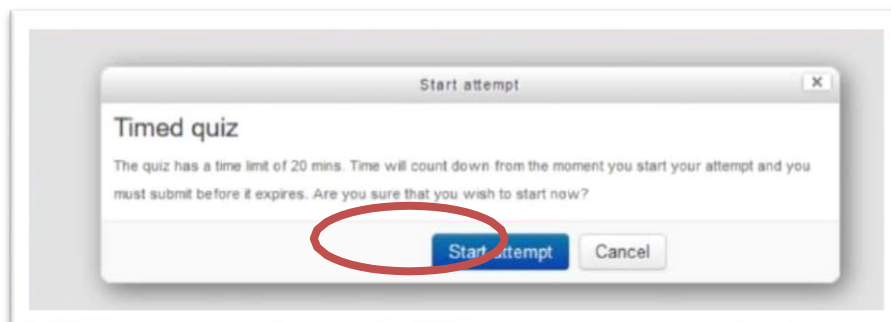 Start attempt
Timed quiz
The quiz has a time limit of 20 mins. Time will count down from the moment you start your attempt and you
must submit before it expires. Are you sure that you wish to start now?
Start attempt Cancel